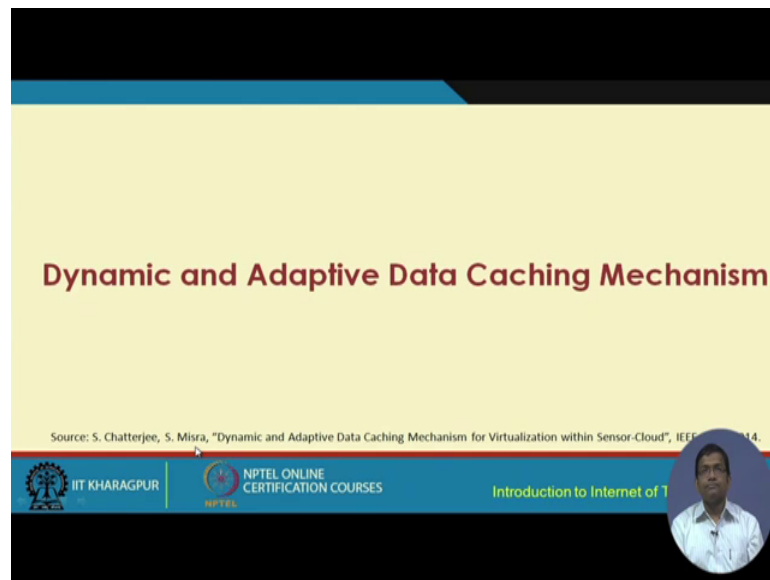 Dynamic and Adaptive Data Caching Mechanism
Source: S. Chatterjee, S. Misra, "Dynamic and Adaptive Data Caching Mechanism for Virtualization within Sensor-Cloud", IEEE
IIT KHARAGPUR
NPTEL
NPTEL ONLINE
CERTIFICATION COURSES
Introduction to Internet of